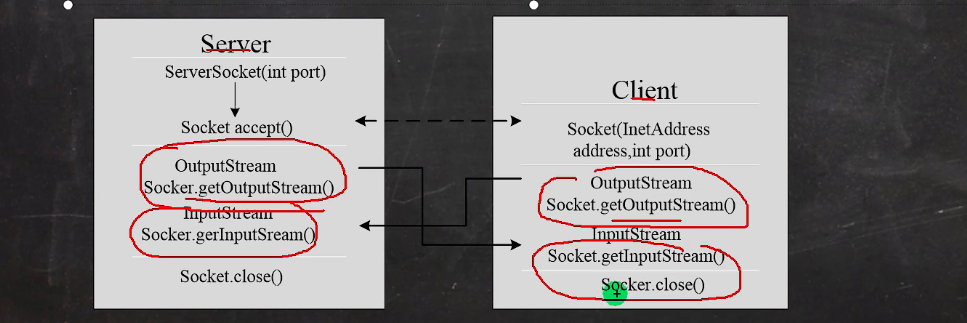 Server
ServerSocket(int port)
Socket accept()
OutputStream
Socker.getOutputStream()
InputStream
Socker.gerInputSream()
Socket.close()
Client
Socket(InetAddress
address,int port)
OutputStream
Socket.getOutputStream()
InputStream
Socket.getInputStream()
Socker.close()